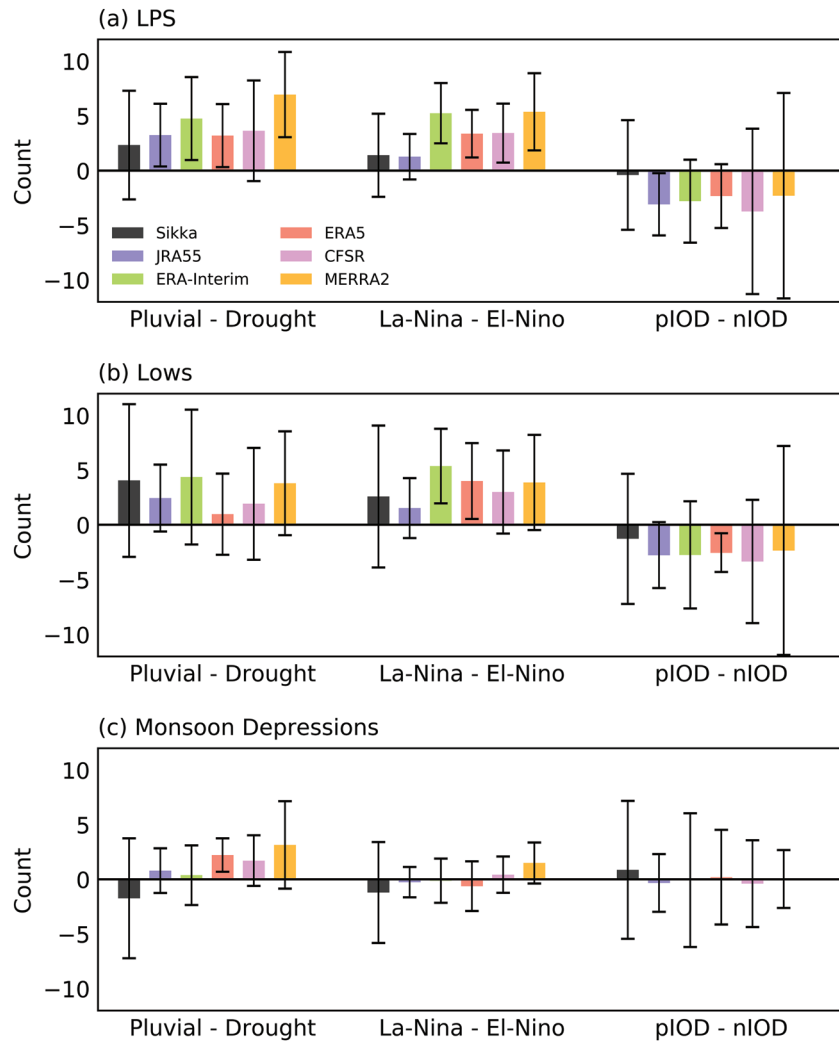 (a) LPS
10
5
0
−5
−10
Count
Sikka
JRA55
ERA-Interim
ERA5
CFSR
MERRA2
Pluvial - Drought La-Nina - El-Nino pIOD - nIOD
(b) Lows
10
5
0
−5
−10
Count
Pluvial - Drought La-Nina - El-Nino pIOD - nIOD
(c) Monsoon Depressions
10
5
0
−5
−10
Count
Pluvial - Drought La-Nina - El-Nino pIOD - nIOD